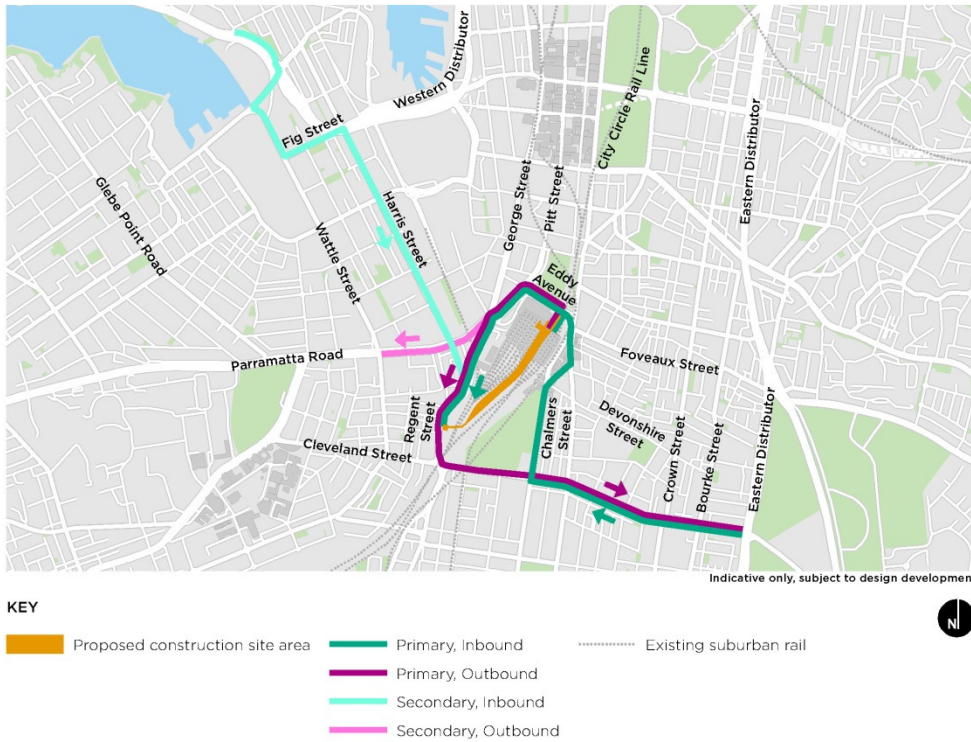 Western Distributor
Fig Street
City Circle Rail Line
Eastern Distributor
Glebe Point Road
Harris Street
George Street
Pitt Street
Wattle Street
Eddy
Avenue
Parramatta Road
Foveaux Street
Regent
Street
Chalmers
Street
Devonshire
Street
Crown Street
Bourke Street
Eastern Distributor
Cleveland Street
Indicative only, subject to design developmen
KEY
N
Proposed construction site area
Primary, Inbound
Existing suburban rail
Primary, Outbound
Secondary, Inbound
Secondary, Outbound